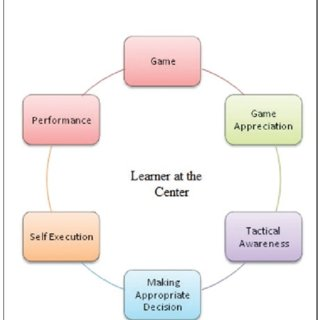 Game
Game
Appreciation
Tactical
Awareness
Making
Appropriate
Decision
Self Execution
Performance
Learner at the
Center